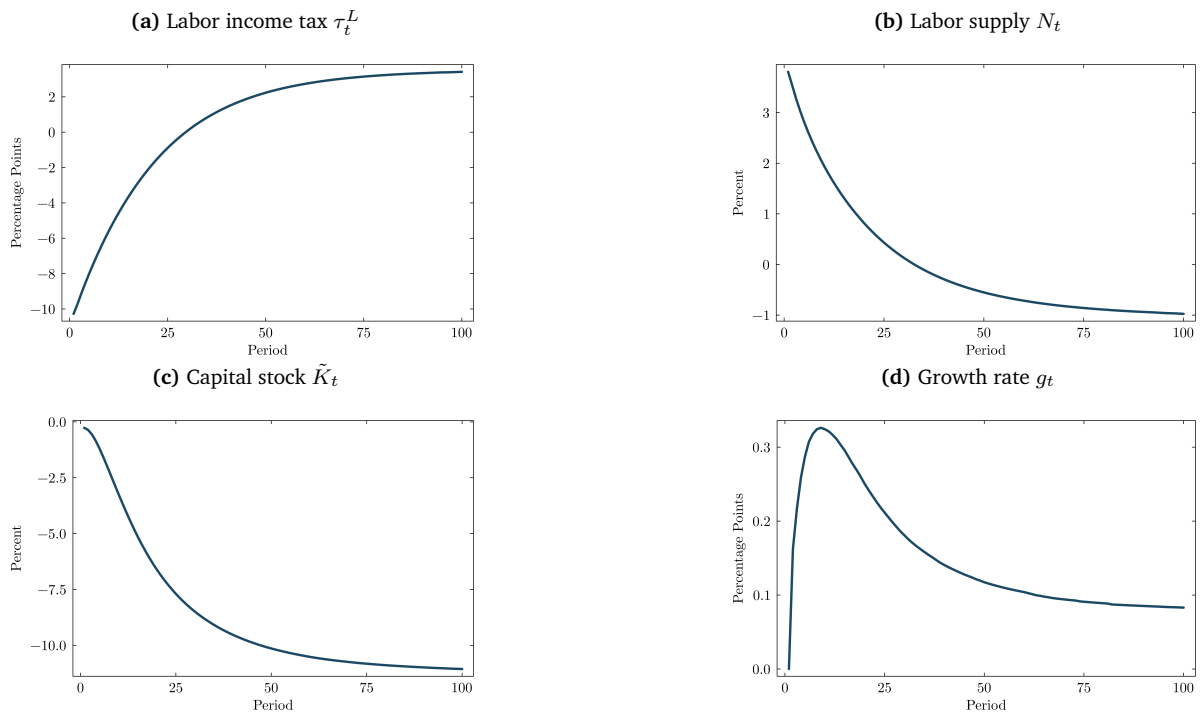 (a) Labor income tax τ_t^L
Percentage Points
2
0
−2
−4
−6
−8
−10
0 25 50 75 100
Period
(b) Labor supply N_t
Percent
3
2
1
0
−1
0 25 50 75 100
Period
(c) Capital stock K̃_t
Percent
0.0
−2.5
−5.0
−7.5
−10.0
0 25 50 75 100
Period
(d) Growth rate g_t
Percentage Points
0.3
0.2
0.1
0.0
0 25 50 75 100
Period